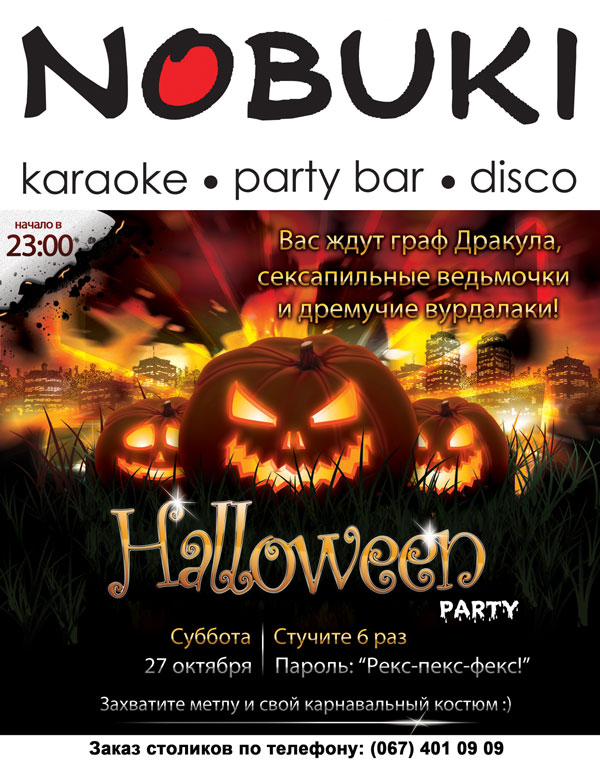 NOBUKI
karaoke • party bar • disco
начало в
23:00
Вас ждут граф Дракула,
сексапильные ведьмочки
и дремучие вурдалаки!
Halloween
PARTY
Суббота | Стучите 6 раз
27 октября | Пароль: “Рекс-пекс-фекс!”
Захватите метлу и свой карнавальный костюм :)
Заказ столиков по телефону: (067) 401 09 09